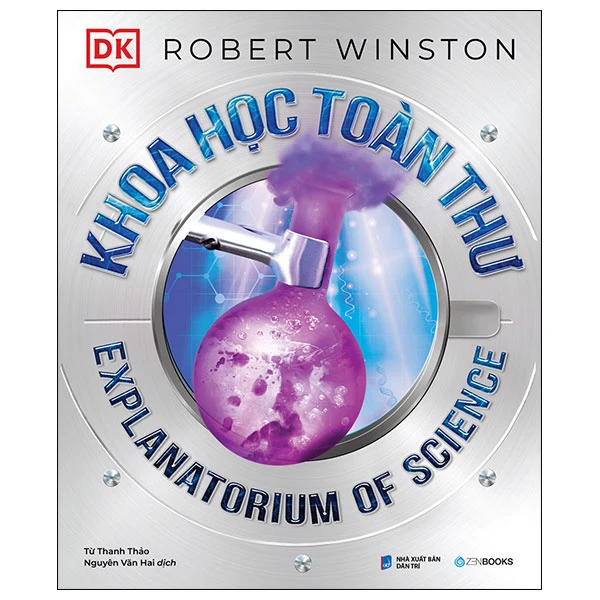 DK
ROBERT WINSTON
KHOA HỌC TOÀN THƯ
EXPLANATORIUM OF SCIENCE
Từ Thanh Thảo
Nguyên Văn Hai dịch
NHÀ XUẤT BẢN
DÂN TRÍ
ZENBOOKS